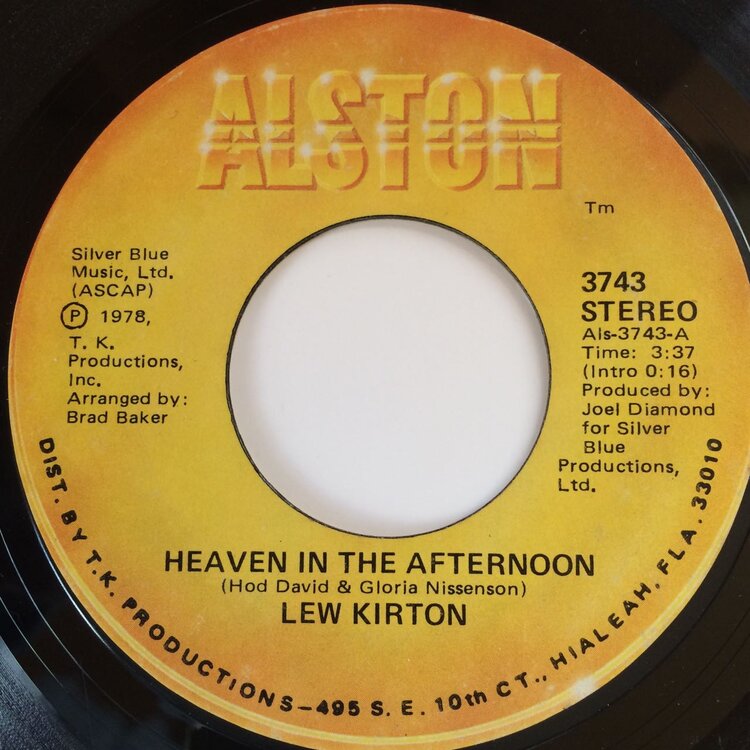 ALSTON
Tm
Silver Blue
Music, Ltd.
(ASCAP)
Ⓟ 1978,
T. K.
Productions,
Inc.
Arranged by:
Brad Baker
3743
STEREO
Als-3743-A
Time: 3:37
(Intro 0:16)
Produced by:
Joel Diamond
for Silver
Blue
Productions,
Ltd.
HEAVEN IN THE AFTERNOON
(Hod David & Gloria Nissenson)
LEW KIRTON
DIST. BY T.K. PRODUCTIONS—495 S. E. 10th CT., HIALEAH, FLA. 33010